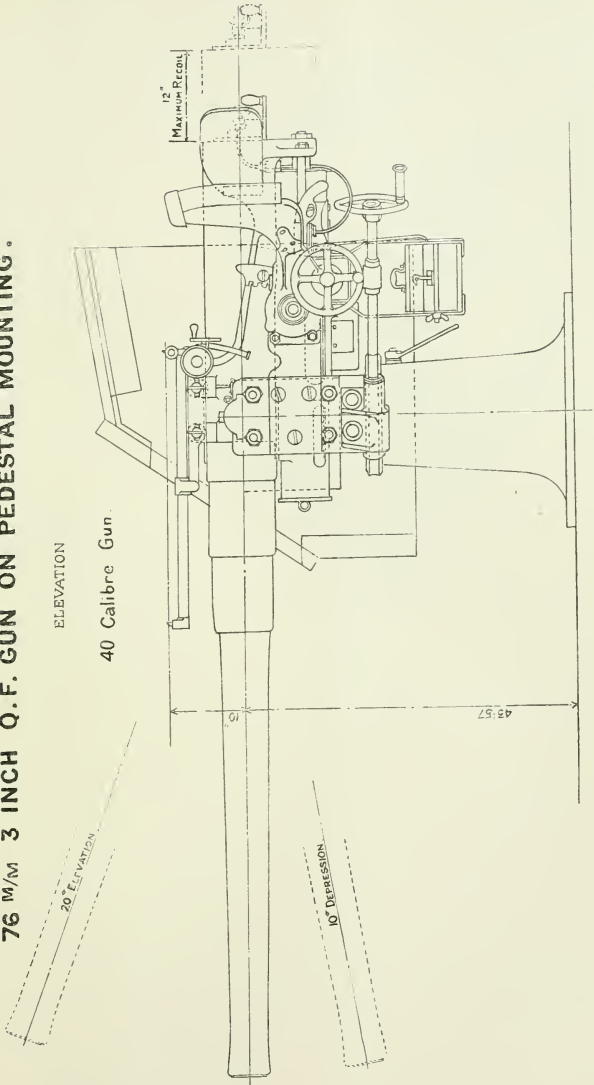 76 M/M 3 INCH Q.F. GUN ON PEDESTAL MOUNTING.
ELEVATION
40 Calibre Gun.
12"
MAXIMUM RECOIL
20° ELEVATION
10"
43·57
10° DEPRESSION